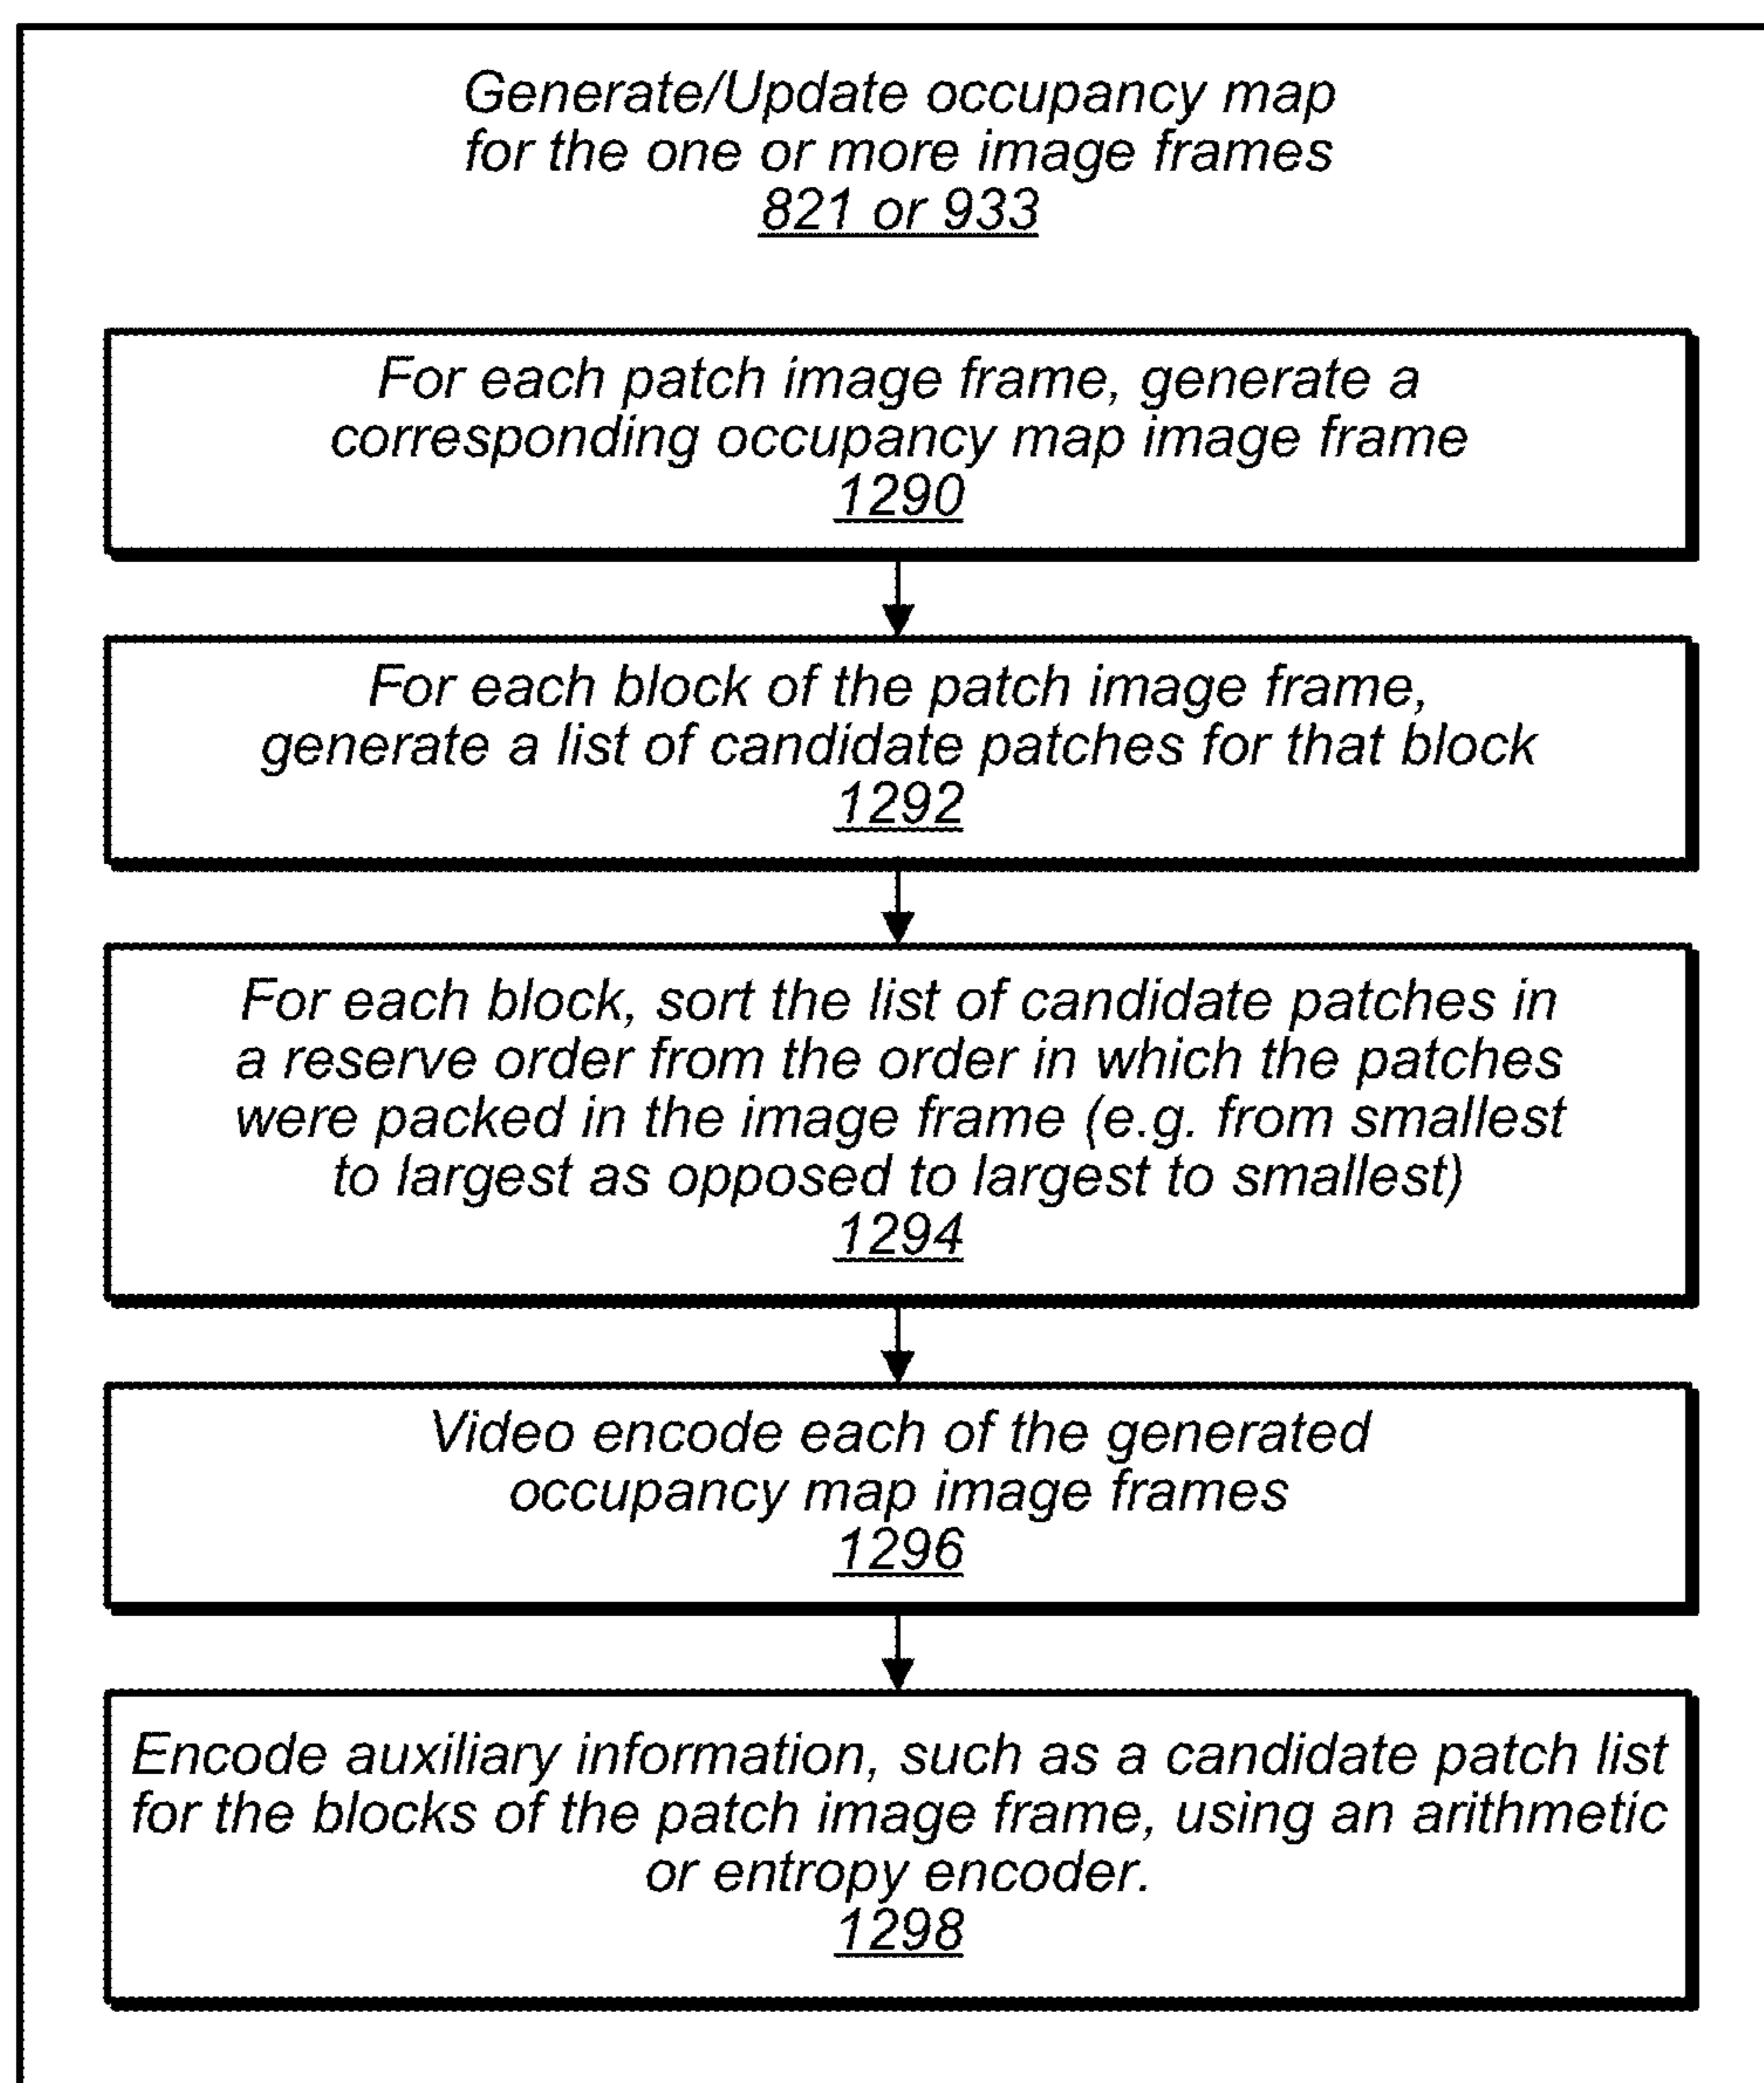 Generate/Update occupancy map
for the one or more image frames
821 or 933
For each patch image frame, generate a
corresponding occupancy map image frame
1290
For each block of the patch image frame,
generate a list of candidate patches for that block
1292
For each block, sort the list of candidate patches in
a reserve order from the order in which the patches
were packed in the image frame (e.g. from smallest
to largest as opposed to largest to smallest)
1294
Video encode each of the generated
occupancy map image frames
1296
Encode auxiliary information, such as a candidate patch list
for the blocks of the patch image frame, using an arithmetic
or entropy encoder.
1298